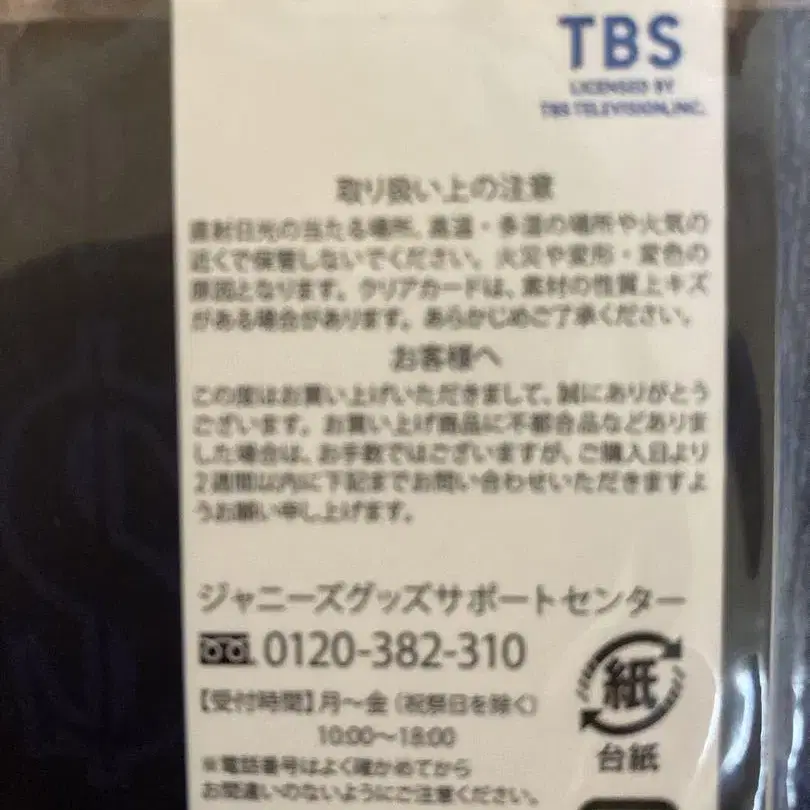 TBS
LICENSED BY
TBS TELEVISION, INC.
取り扱い上の注意
直射日光の当たる場所、高温・多湿の場所や火気の
近くで保管しないでください。火災や変形・変色の
原因となります。クリアカードは、素材の性質上キズ
がある場合があります。あらかじめご了承ください。
お客様へ
この度はお買い上げいただきまして、誠にありがとう
ございます。お買い上げ商品に不都合品などありま
した場合は、お手数ではございますが、ご購入日より
2週間以内に下記までお問い合わせいただきますよ
うお願い申し上げます。
ジャニーズグッズサポートセンター
0120-382-310
【受付時間】月～金（祝祭日を除く）
10:00～18:00
※電話番号はよく確かめてから
お間違いのないようにご注意ください。
紙
台紙